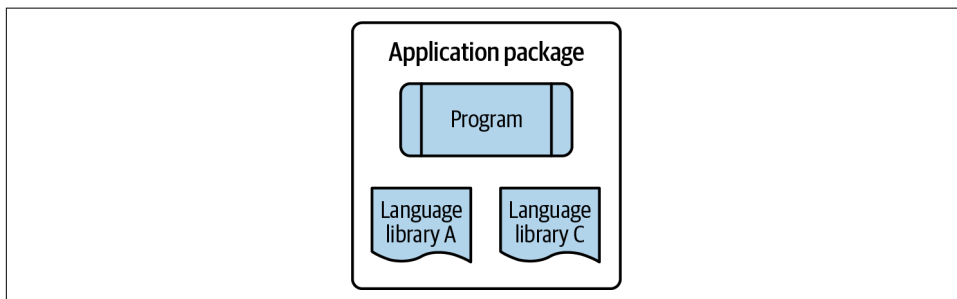 Application package
Program
Language
library A
Language
library C